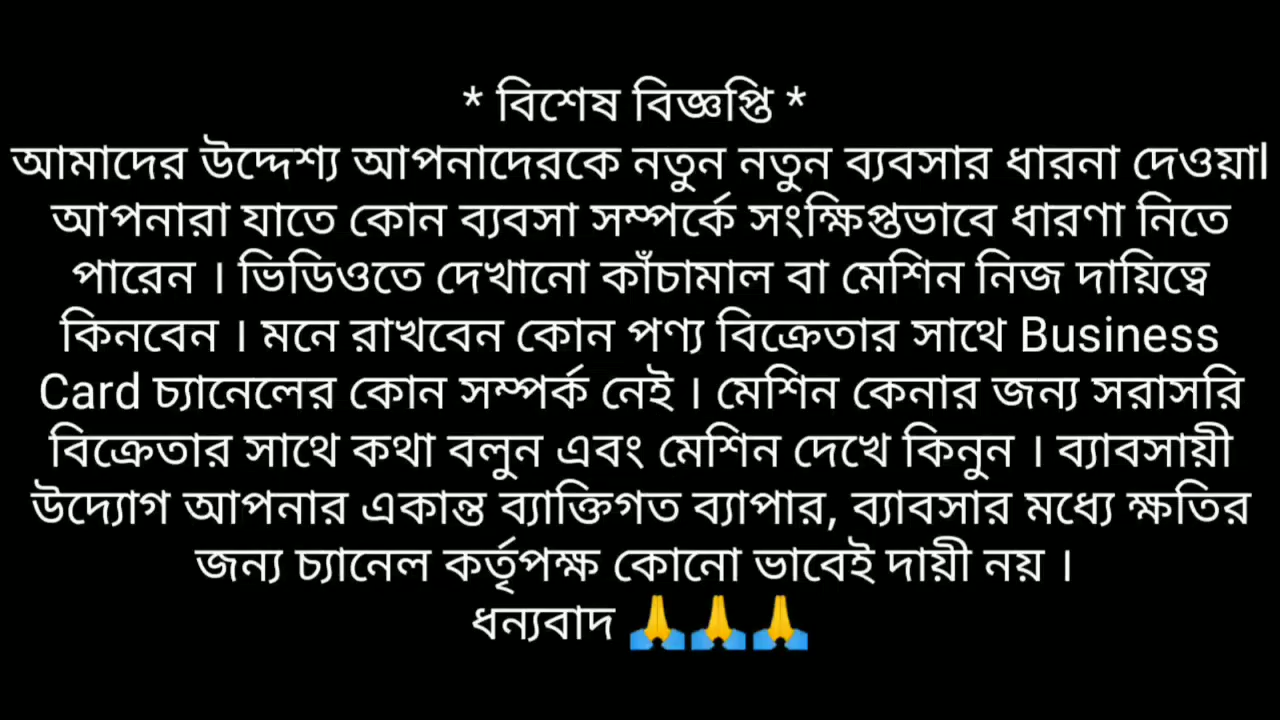 * বিশেষ বিজ্ঞপ্তি *
আমাদের উদ্দেশ্য আপনাদেরকে নতুন নতুন ব্যবসার ধারনা দেওয়া।
আপনারা যাতে কোন ব্যবসা সম্পর্কে সংক্ষিপ্তভাবে ধারণা নিতে
পারেন । ভিডিওতে দেখানো কাঁচামাল বা মেশিন নিজ দায়িত্বে
কিনবেন । মনে রাখবেন কোন পণ্য বিক্রেতার সাথে Business
Card চ্যানেলের কোন সম্পর্ক নেই । মেশিন কেনার জন্য সরাসরি
বিক্রেতার সাথে কথা বলুন এবং মেশিন দেখে কিনুন । ব্যাবসায়ী
উদ্যোগ আপনার একান্ত ব্যাক্তিগত ব্যাপার, ব্যাবসার মধ্যে ক্ষতির
জন্য চ্যানেল কর্তৃপক্ষ কোনো ভাবেই দায়ী নয় ।
ধন্যবাদ 🙏🙏🙏